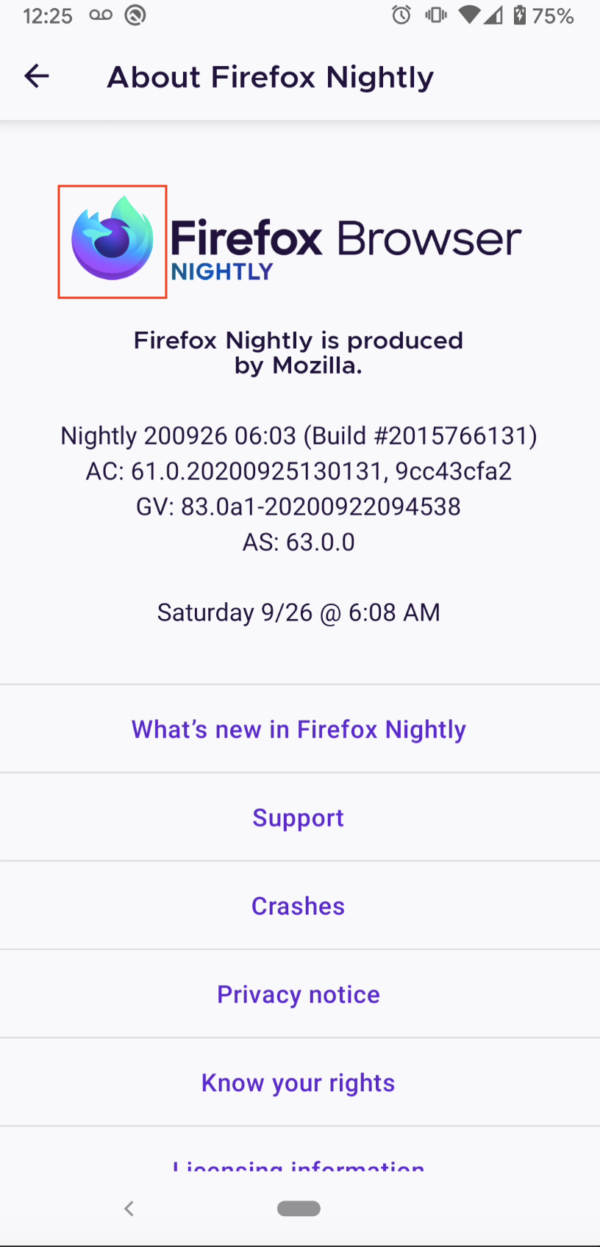 12:25
75%
About Firefox Nightly
Firefox Browser
NIGHTLY
Firefox Nightly is produced
by Mozilla.
Nightly 200926 06:03 (Build #2015766131)
AC: 61.0.20200925130131, 9cc43cfa2
GV: 83.0a1-20200922094538
AS: 63.0.0
Saturday 9/26 @ 6:08 AM
What’s new in Firefox Nightly
Support
Crashes
Privacy notice
Know your rights
Licensing information